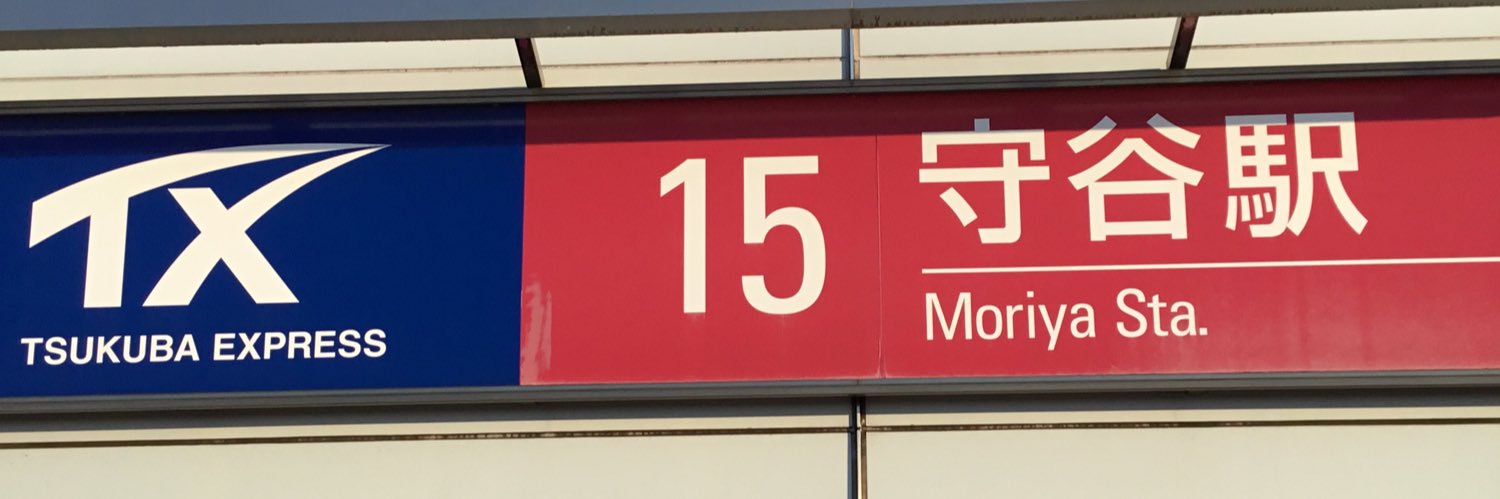 TX
TSUKUBA EXPRESS
15
守谷駅
Moriya Sta.